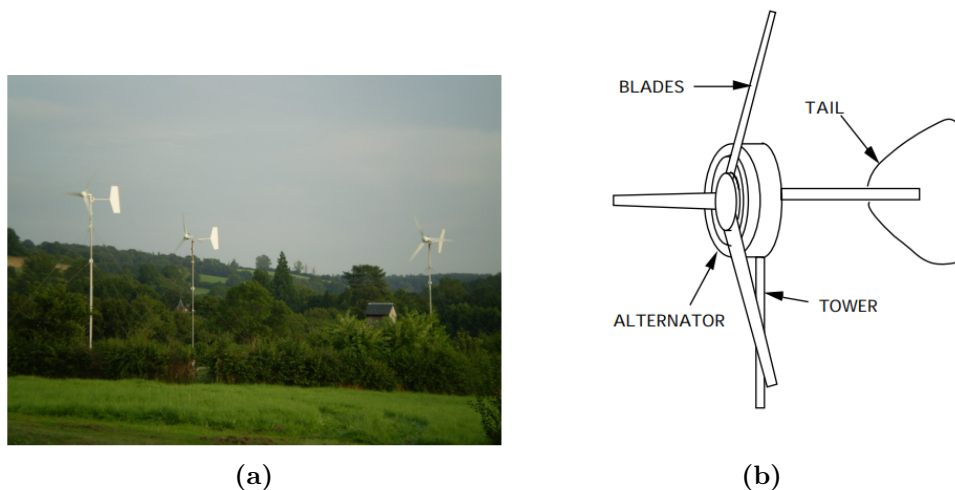 BLADES
TAIL
ALTERNATOR
TOWER
(a)
(b)